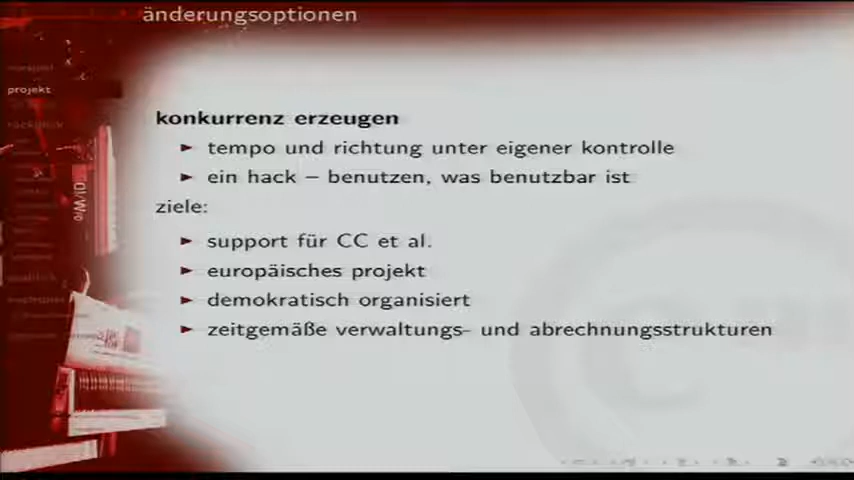 änderungsoptionen
projekt
konkurrenz erzeugen
► tempo und richtung unter eigener kontrolle
► ein hack – benutzen, was benutzbar ist
ziele:
► support für CC et al.
► europäisches projekt
► demokratisch organisiert
► zeitgemäße verwaltungs- und abrechnungsstrukturen